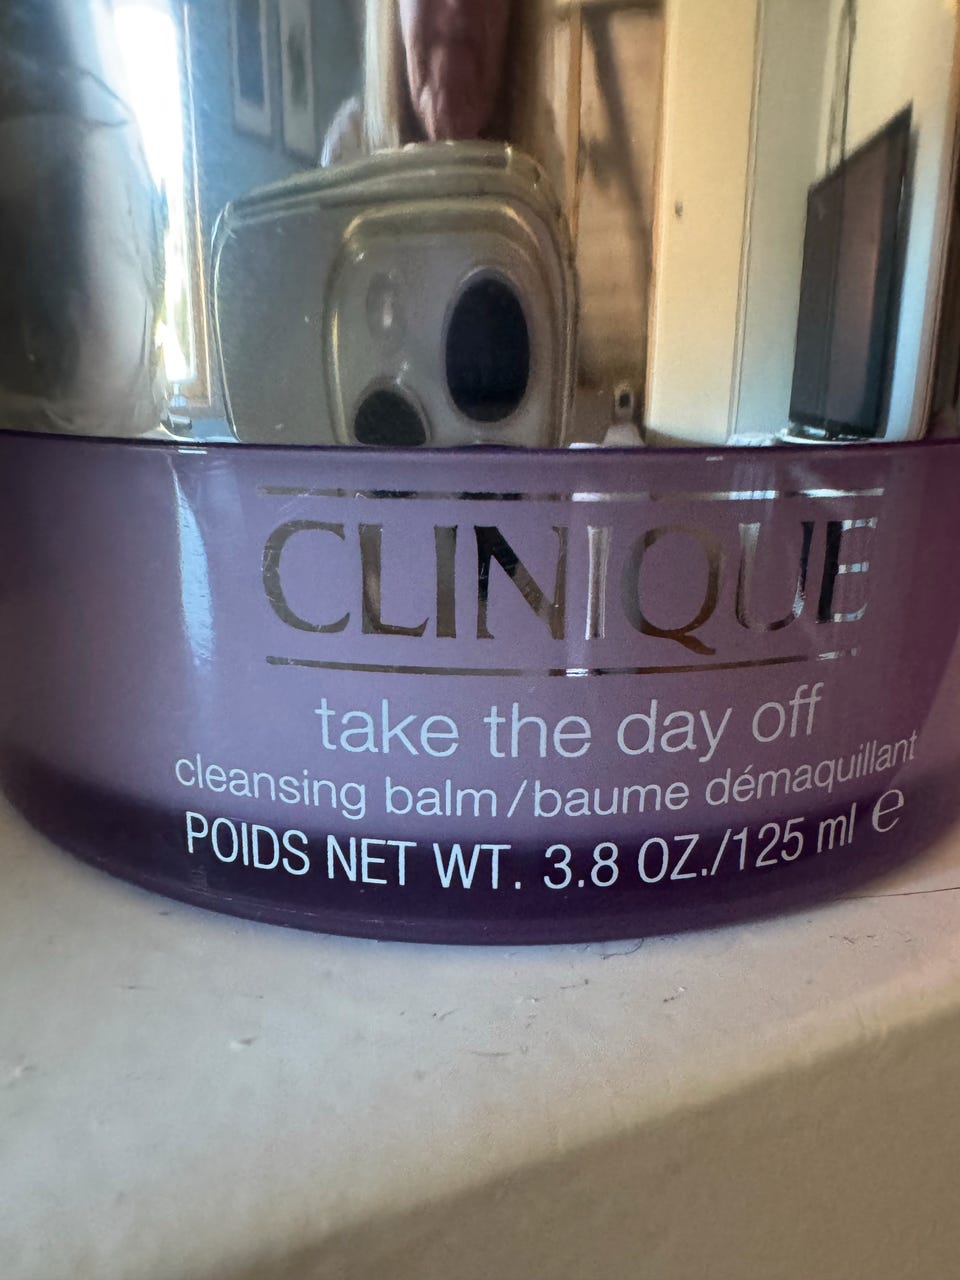 CLINIQUE
take the day off
cleansing balm/baume démaquillant
POIDS NET WT. 3.8 OZ./125 ml ℮